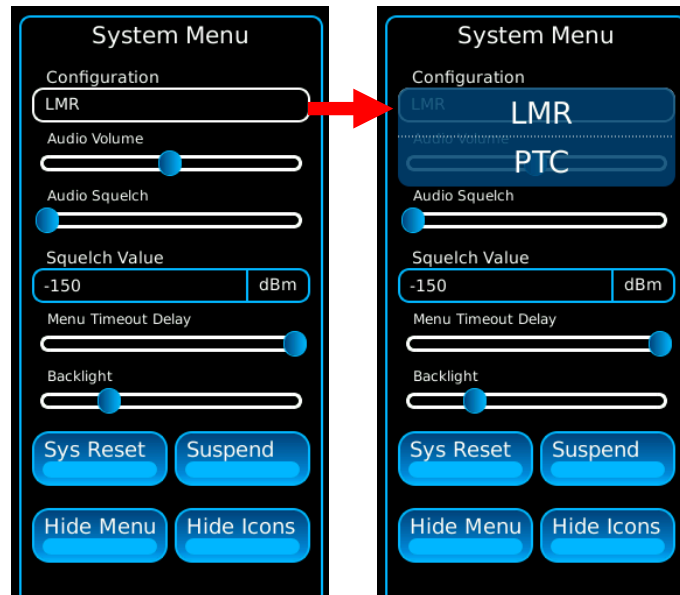 System Menu
Configuration
LMR
Audio Volume
Audio Squelch
Squelch Value
-150 dBm
Menu Timeout Delay
Backlight
Sys Reset Suspend
Hide Menu Hide Icons
System Menu
Configuration
LMR
LMR
Audio Volume
PTC
Audio Squelch
Squelch Value
-150 dBm
Menu Timeout Delay
Backlight
Sys Reset Suspend
Hide Menu Hide Icons